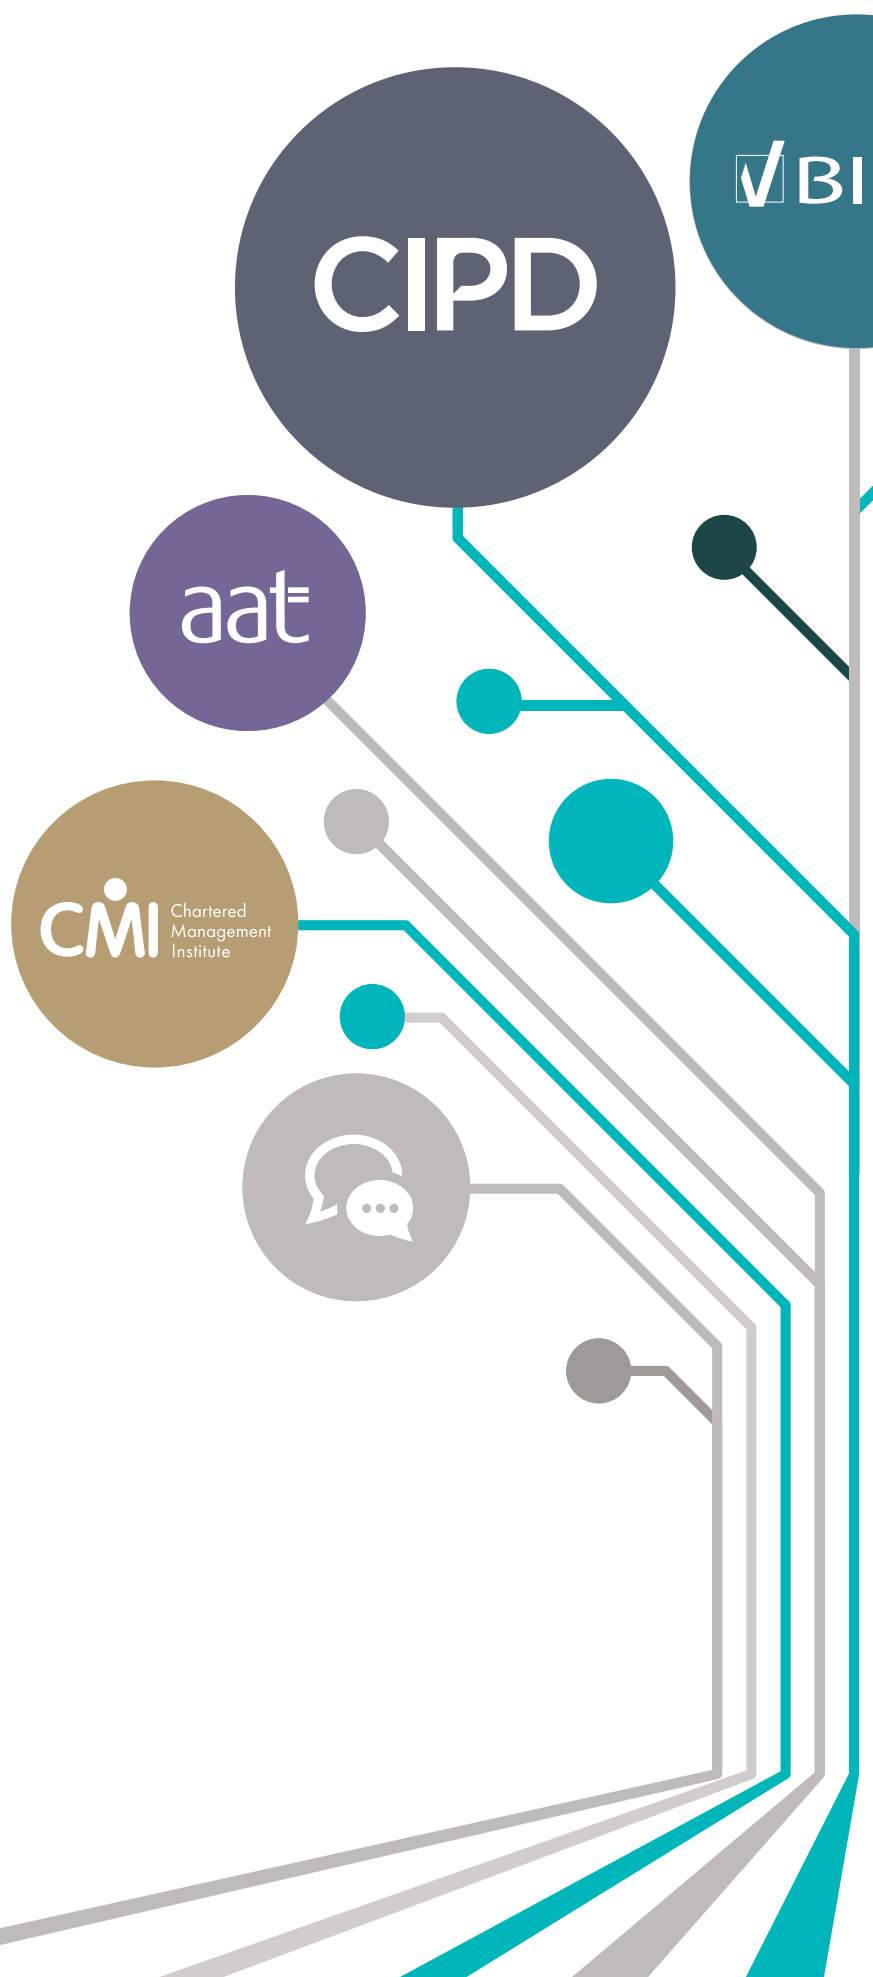 CIPD
BI
aat
CMI
Chartered
Management
Institute